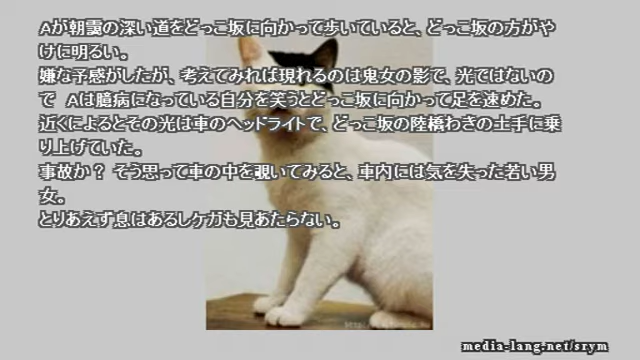 Aが朝靄の深い道をどっこ坂に向かって歩いていると、どっこ坂の方がや
けに明るい。
嫌な予感がしたが、考えてみれば現れるのは鬼女の影で、光ではないの
で Aは臆病になっている自分を笑うとどっこ坂に向かって足を速めた。
近くによるとその光は車のヘッドライトで、どっこ坂の陸橋わきの土手に乗
り上げていた。
事故か？ そう思って車の中を覗いてみると、車内には気を失った若い男
女。
とりあえず息はあるしケガも見あたらない。
media-lang-net/srym